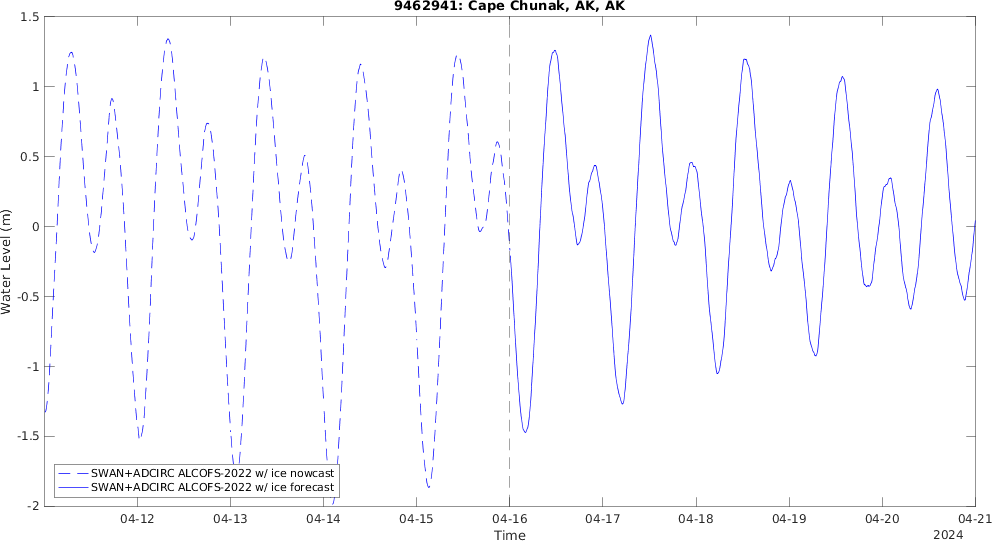 9462941: Cape Chunak, AK, AK
1.5
1
0.5
0
-0.5
-1
-1.5
-2
Water Level (m)
SWAN+ADCIRC ALCOFS-2022 w/ ice nowcast
SWAN+ADCIRC ALCOFS-2022 w/ ice forecast
04-12 04-13 04-14 04-15 04-16 04-17 04-18 04-19 04-20 04-21
Time
2024